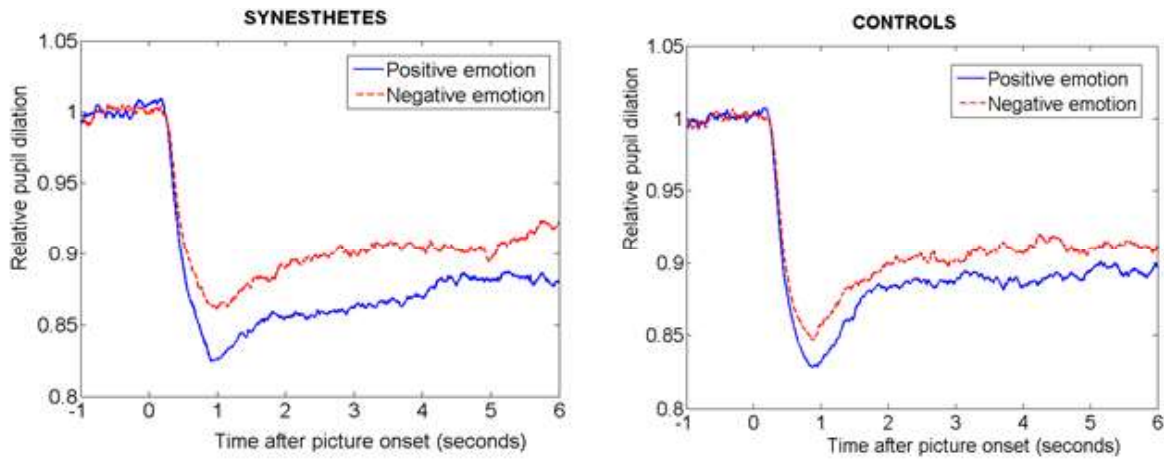 SYNESTHETES
1.05
1
0.95
0.9
0.85
0.8
Relative pupil dilation
Positive emotion
Negative emotion
-1 0 1 2 3 4 5 6
Time after picture onset (seconds)
CONTROLS
1.05
1
0.95
0.9
0.85
0.8
Relative pupil dilation
Positive emotion
Negative emotion
-1 0 1 2 3 4 5 6
Time after picture onset (seconds)